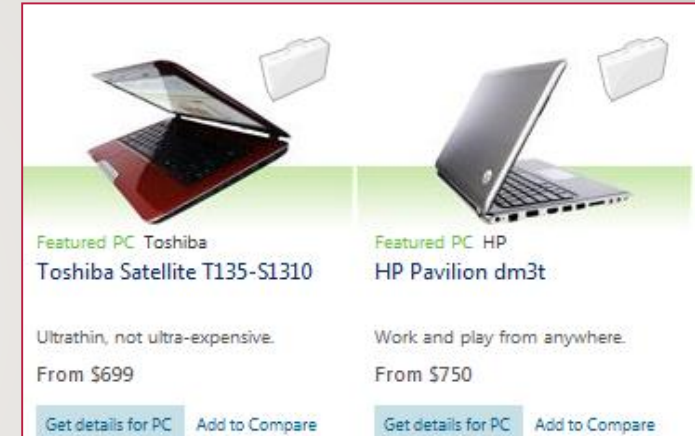 Featured PC Toshiba
Toshiba Satellite T135-S1310
Ultrathin, not ultra-expensive.
From $699
Get details for PC Add to Compare
Featured PC HP
HP Pavilion dm3t
Work and play from anywhere.
From $750
Get details for PC Add to Compare